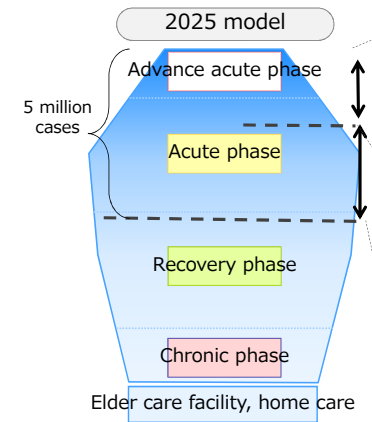 2025 model
Advance acute phase
5 million
cases
Acute phase
Recovery phase
Chronic phase
Elder care facility, home care